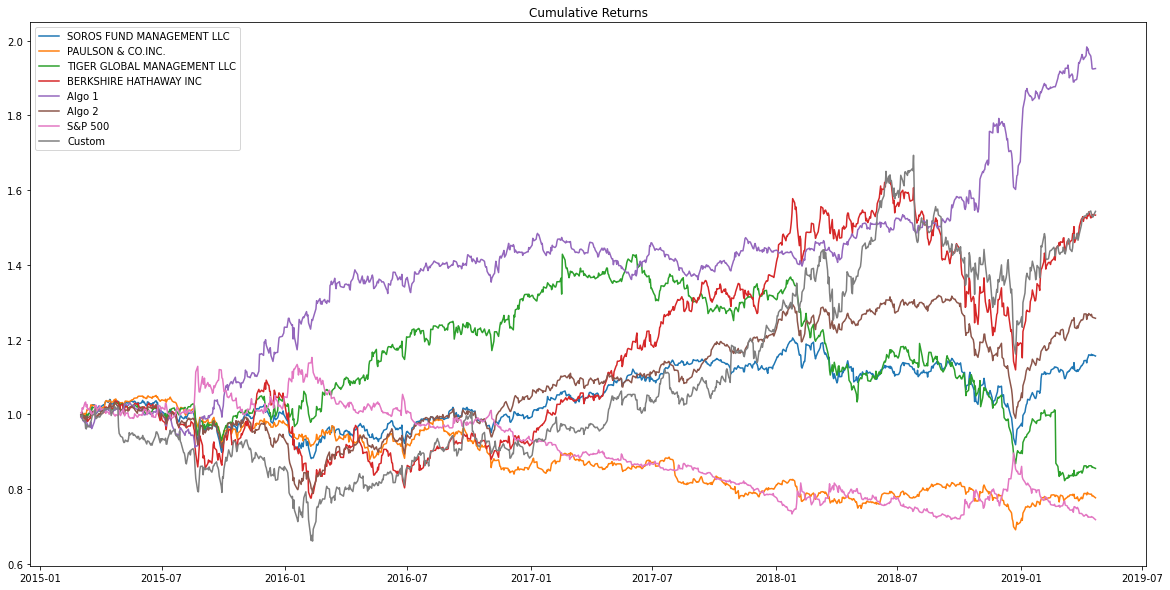 Cumulative Returns
SOROS FUND MANAGEMENT LLC
PAULSON & CO.INC.
TIGER GLOBAL MANAGEMENT LLC
BERKSHIRE HATHAWAY INC
Algo 1
Algo 2
S&P 500
Custom
2.0
1.8
1.6
1.4
1.2
1.0
0.8
0.6
2015-01 2015-07 2016-01 2016-07 2017-01 2017-07 2018-01 2018-07 2019-01 2019-07